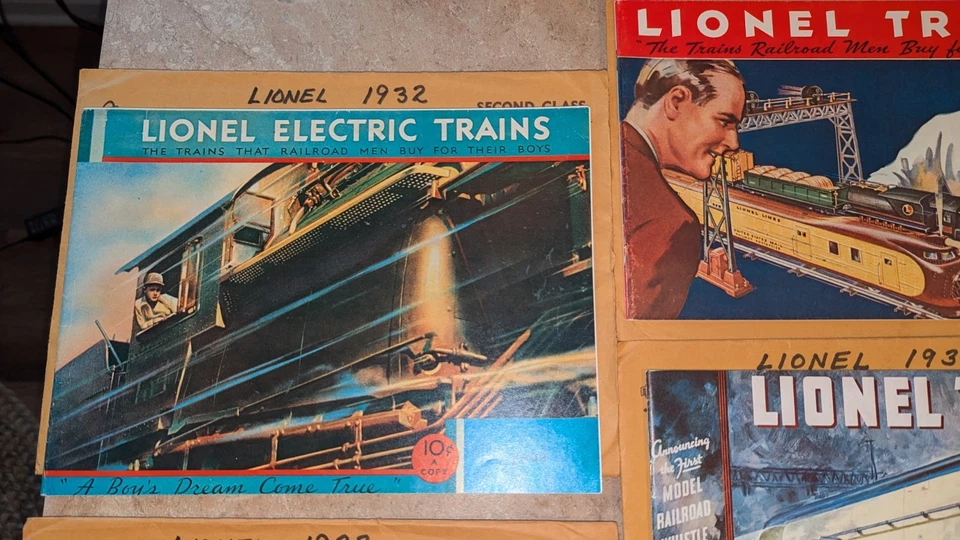 LIONEL 1932
SECOND CLASS
LIONEL ELECTRIC TRAINS
THE TRAINS THAT RAILROAD MEN BUY FOR THEIR BOYS
10¢
A
COPY
"A Boy's Dream Come True"
LIONEL TR
"The Trains Railroad Men Buy fo
LIONEL LINES
LIONEL 193
LIONEL T
Announcing
the First
MODEL
RAILROAD
WHISTLE